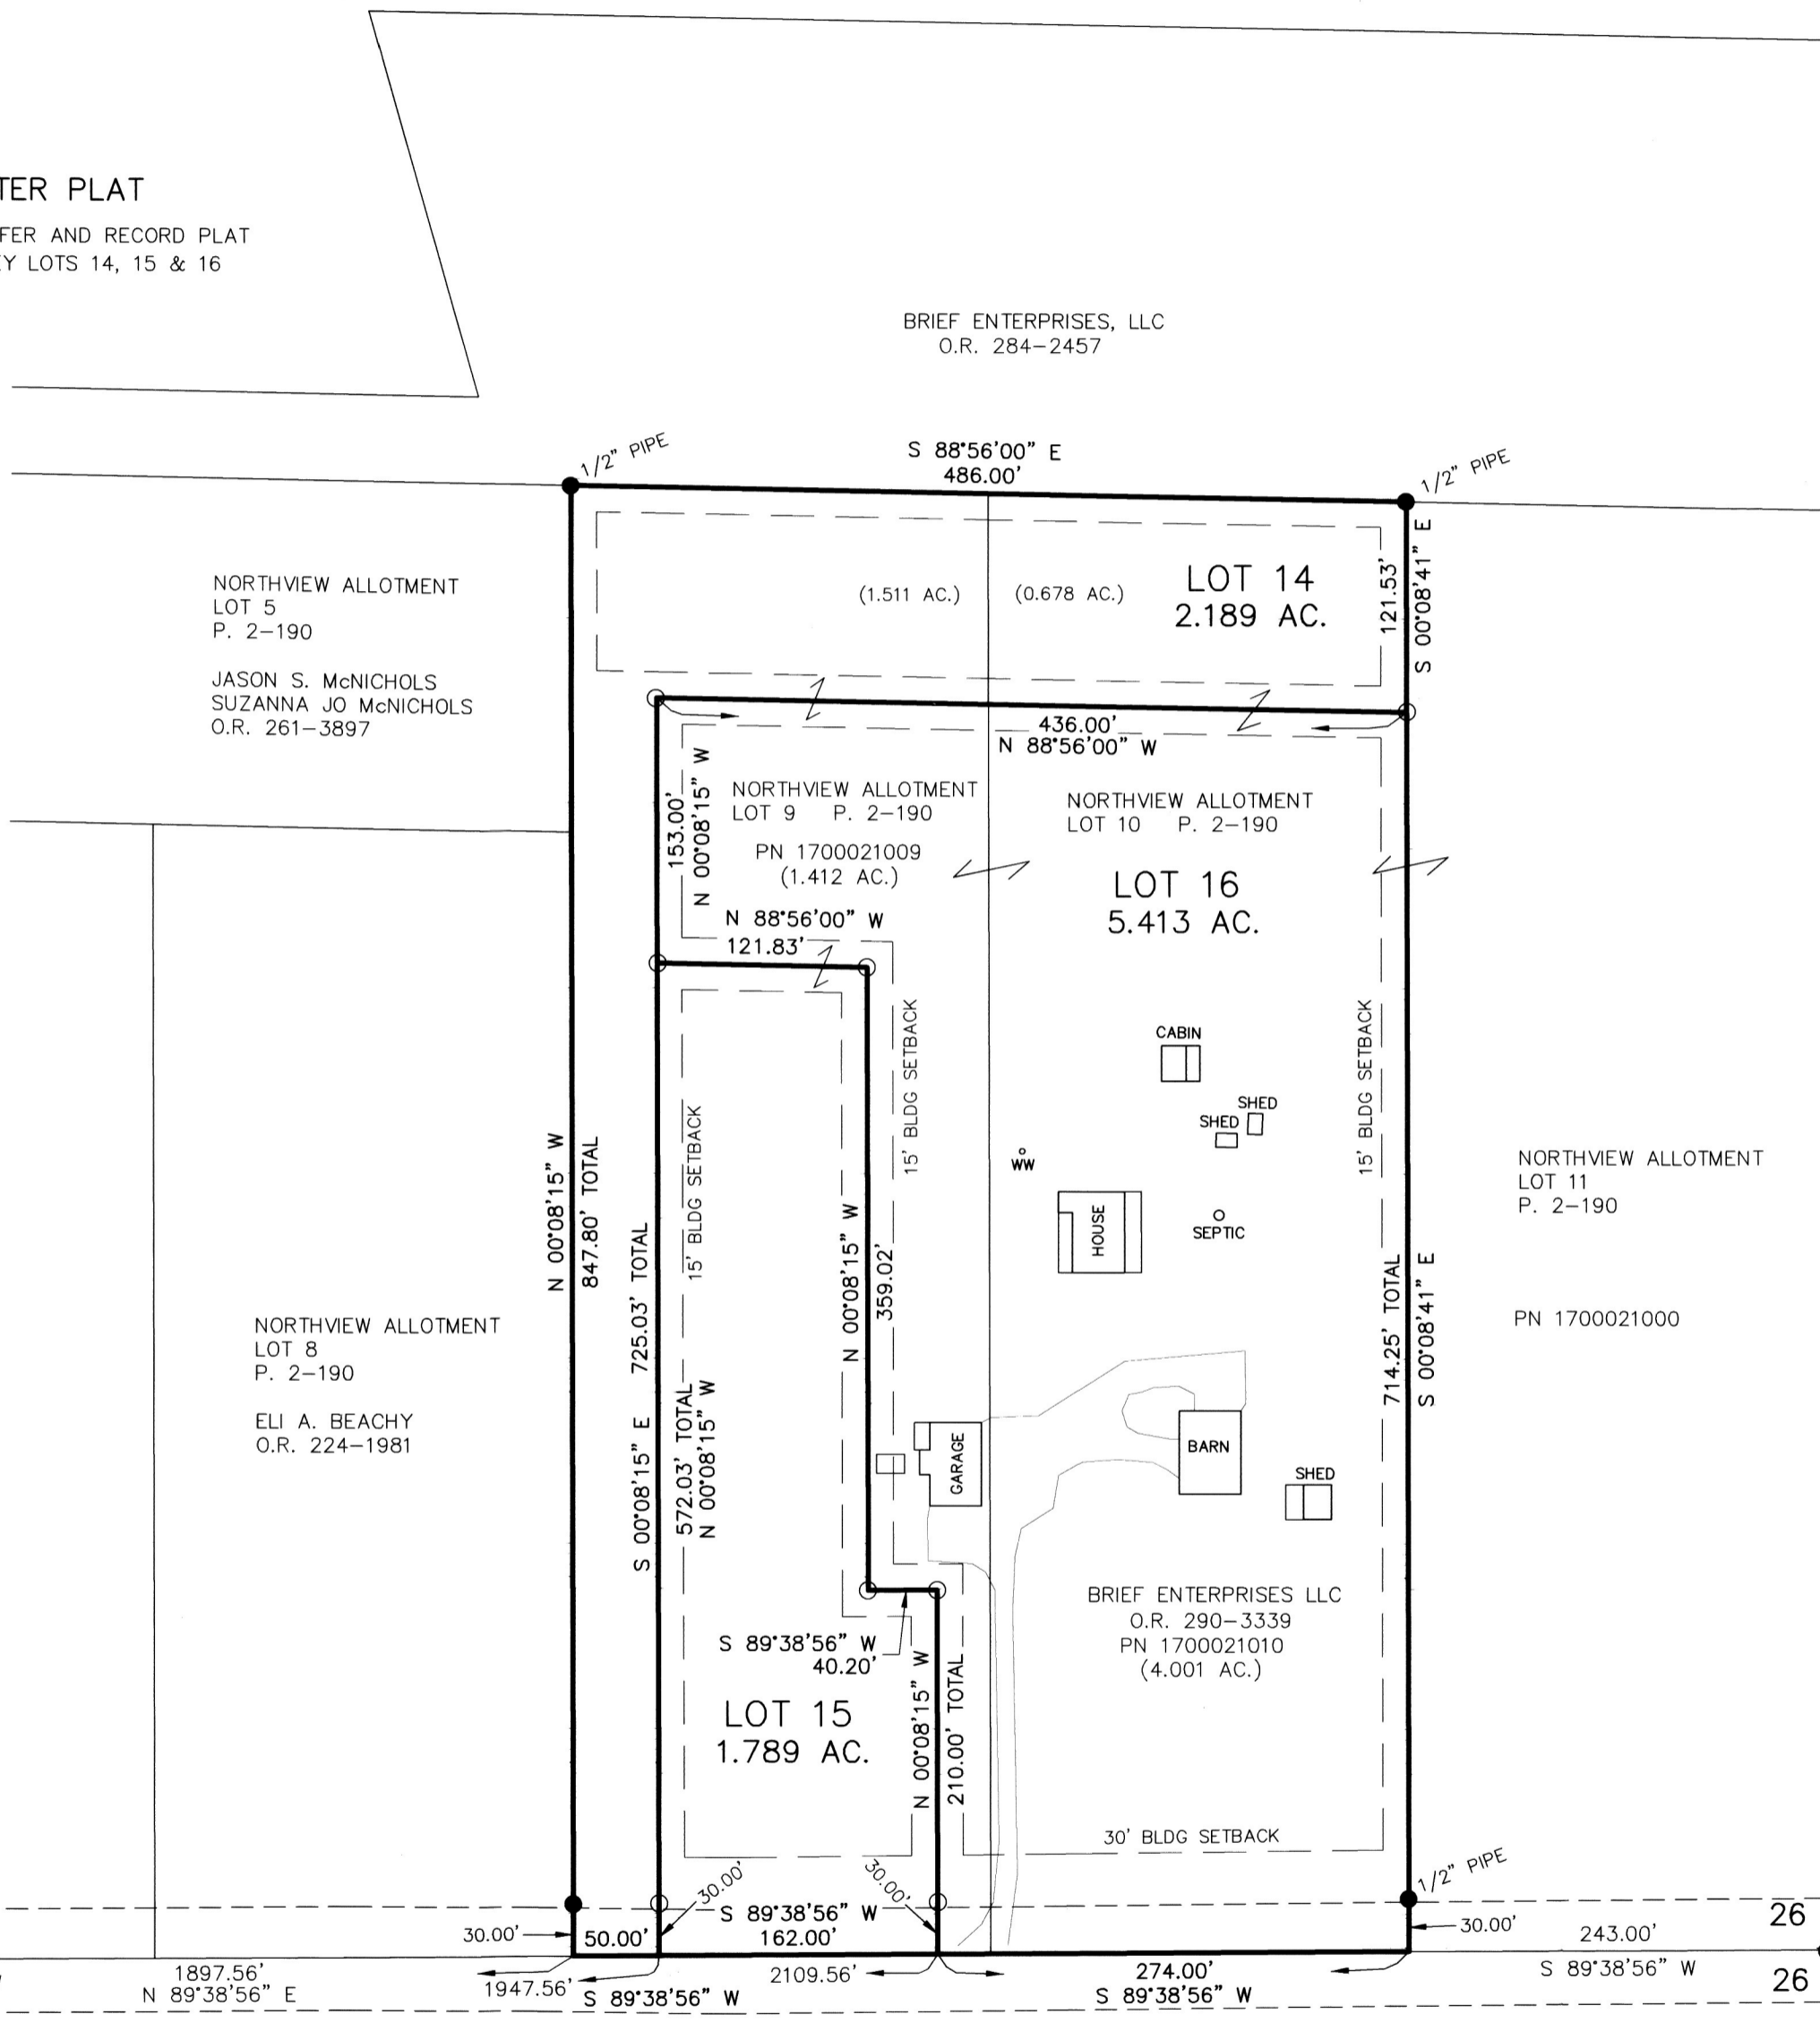 TER PLAT
FER AND RECORD PLAT
Y LOTS 14, 15 & 16
BRIEF ENTERPRISES, LLC
O.R. 284-2457
1/2" PIPE
S 88°56'00" E
486.00'
1/2" PIPE
NORTHVIEW ALLOTMENT
LOT 5
P. 2-190
JASON S. McNICHOLS
SUZANNA JO McNICHOLS
O.R. 261-3897
(1.511 AC.)
(0.678 AC.)
LOT 14
2.189 AC.
121.53'
S 00°08'41" E
436.00'
N 88°56'00" W
153.00'
N 00°08'15" W
NORTHVIEW ALLOTMENT
LOT 9 P. 2-190
PN 1700021009
(1.412 AC.)
NORTHVIEW ALLOTMENT
LOT 10 P. 2-190
LOT 16
5.413 AC.
N 88°56'00" W
121.83'
15' BLDG SETBACK
15' BLDG SETBACK
15' BLDG SETBACK
CABIN
SHED
SHED
WW
HOUSE
SEPTIC
N 00°08'15" W
847.80' TOTAL
S 00°08'15" E 725.03' TOTAL
572.03' TOTAL
N 00°08'15" W
N 00°08'15" W
359.02'
714.25' TOTAL
S 00°08'41" E
NORTHVIEW ALLOTMENT
LOT 11
P. 2-190
PN 1700021000
NORTHVIEW ALLOTMENT
LOT 8
P. 2-190
ELI A. BEACHY
O.R. 224-1981
GARAGE
BARN
SHED
BRIEF ENTERPRISES LLC
O.R. 290-3339
PN 1700021010
(4.001 AC.)
S 89°38'56" W
40.20'
LOT 15
1.789 AC.
N 00°08'15" W
210.00' TOTAL
30' BLDG SETBACK
1/2" PIPE
30.00'
30.00'
S 89°38'56" W
30.00'
50.00'
162.00'
30.00'
243.00'
26
1897.56'
N 89°38'56" E
1947.56'
S 89°38'56" W
2109.56'
274.00'
S 89°38'56" W
S 89°38'56" W
26